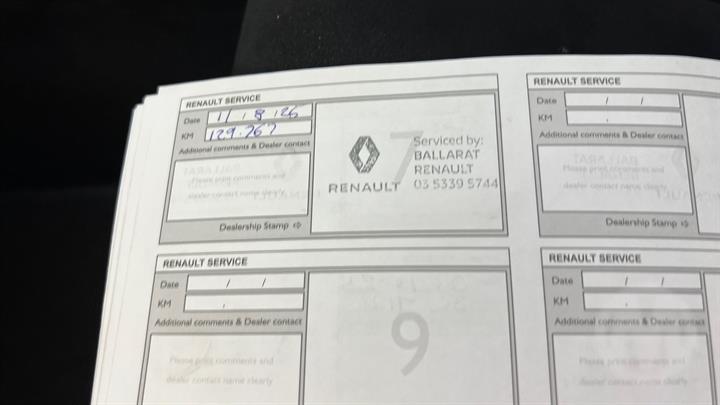 RENAULT SERVICE
Date 11 / 8 / 26
KM 129.767
Additional comments & Dealer contact
Please print comments and
dealer contact name clearly
Dealership Stamp ⇨
7
RENAULT
Serviced by:
BALLARAT
RENAULT
03 5339 5744
RENAULT SERVICE
Date / /
KM .
Additional comments & Dealer contact
Please print comments and
dealer contact name clearly
Dealership Stamp ⇨
RENAULT SERVICE
Date / /
KM .
Additional comments & Dealer contact
Please print comments and
dealer contact name clearly
9
RENAULT SERVICE
Date / /
KM .
Additional comments & Dealer contact
Please print comments and
dealer contact name clearly